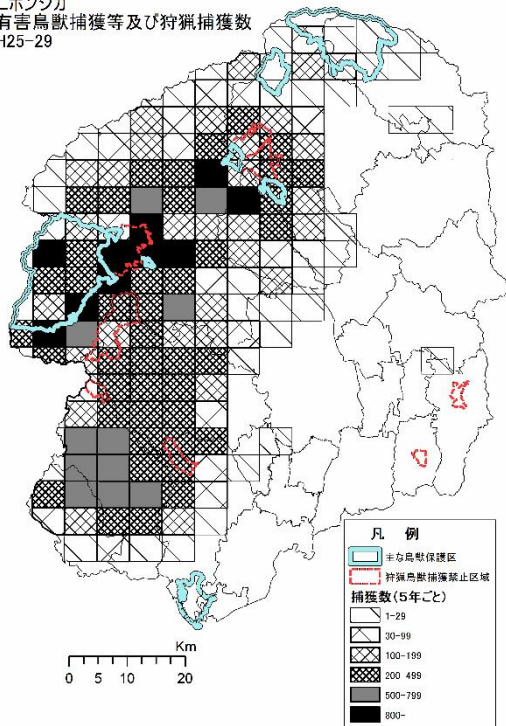 ニホンジカ
有害鳥獣捕獲等及び狩猟捕獲数
H25-29
凡 例
主な鳥獣保護区
狩猟鳥獣捕獲禁止区域
捕獲数(5年ごと)
1-29
30-99
100-199
200-499
500-799
800-
Km
0 5 10 20